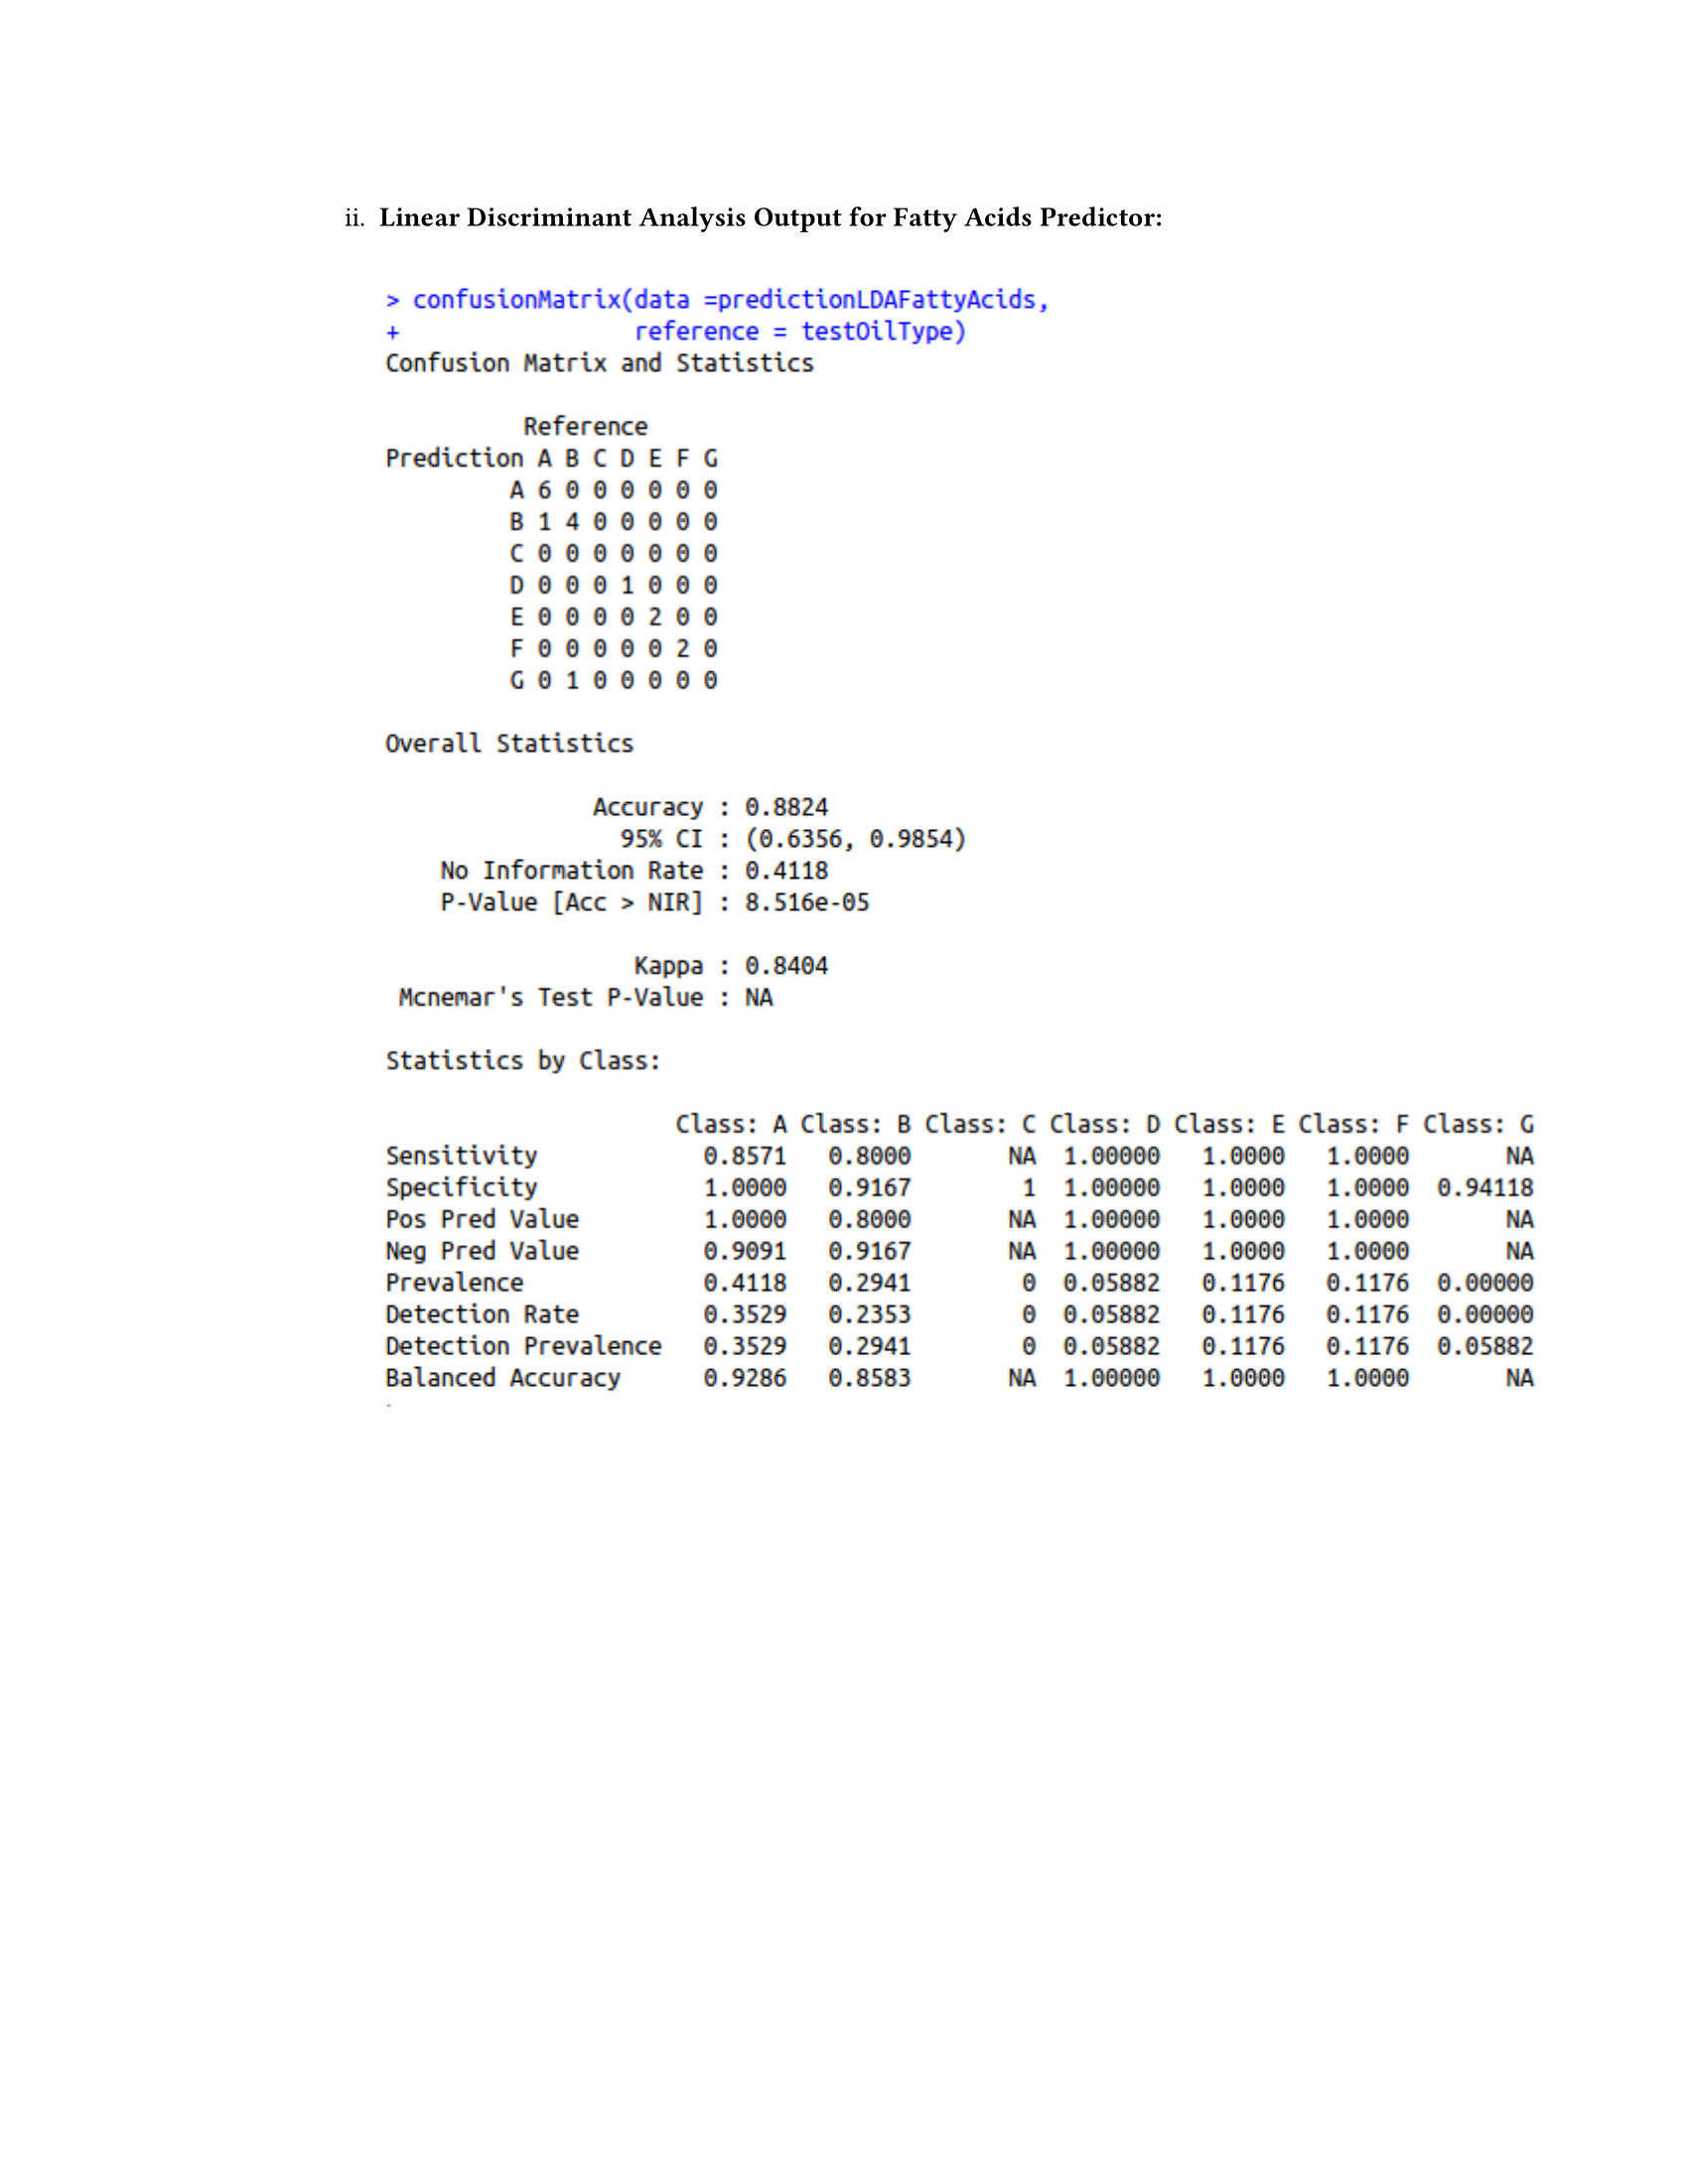 ii. Linear Discriminant Analysis Output for Fatty Acids Predictor:
> confusionMatrix(data =predictionLDAFattyAcids,
+                 reference = testOilType)
Confusion Matrix and Statistics
          Reference
Prediction A B C D E F G
         A 6 0 0 0 0 0 0
         B 1 4 0 0 0 0 0
         C 0 0 0 0 0 0 0
         D 0 0 0 1 0 0 0
         E 0 0 0 0 2 0 0
         F 0 0 0 0 0 2 0
         G 0 1 0 0 0 0 0
Overall Statistics
               Accuracy : 0.8824
                 95% CI : (0.6356, 0.9854)
    No Information Rate : 0.4118
    P-Value [Acc > NIR] : 8.516e-05
                  Kappa : 0.8404
 Mcnemar's Test P-Value : NA
Statistics by Class:
                     Class: A Class: B Class: C Class: D Class: E Class: F Class: G
Sensitivity            0.8571   0.8000       NA  1.00000   1.0000   1.0000       NA
Specificity            1.0000   0.9167        1  1.00000   1.0000   1.0000  0.94118
Pos Pred Value         1.0000   0.8000       NA  1.00000   1.0000   1.0000       NA
Neg Pred Value         0.9091   0.9167       NA  1.00000   1.0000   1.0000       NA
Prevalence             0.4118   0.2941        0  0.05882   0.1176   0.1176  0.00000
Detection Rate         0.3529   0.2353        0  0.05882   0.1176   0.1176  0.00000
Detection Prevalence   0.3529   0.2941        0  0.05882   0.1176   0.1176  0.05882
Balanced Accuracy      0.9286   0.8583       NA  1.00000   1.0000   1.0000       NA